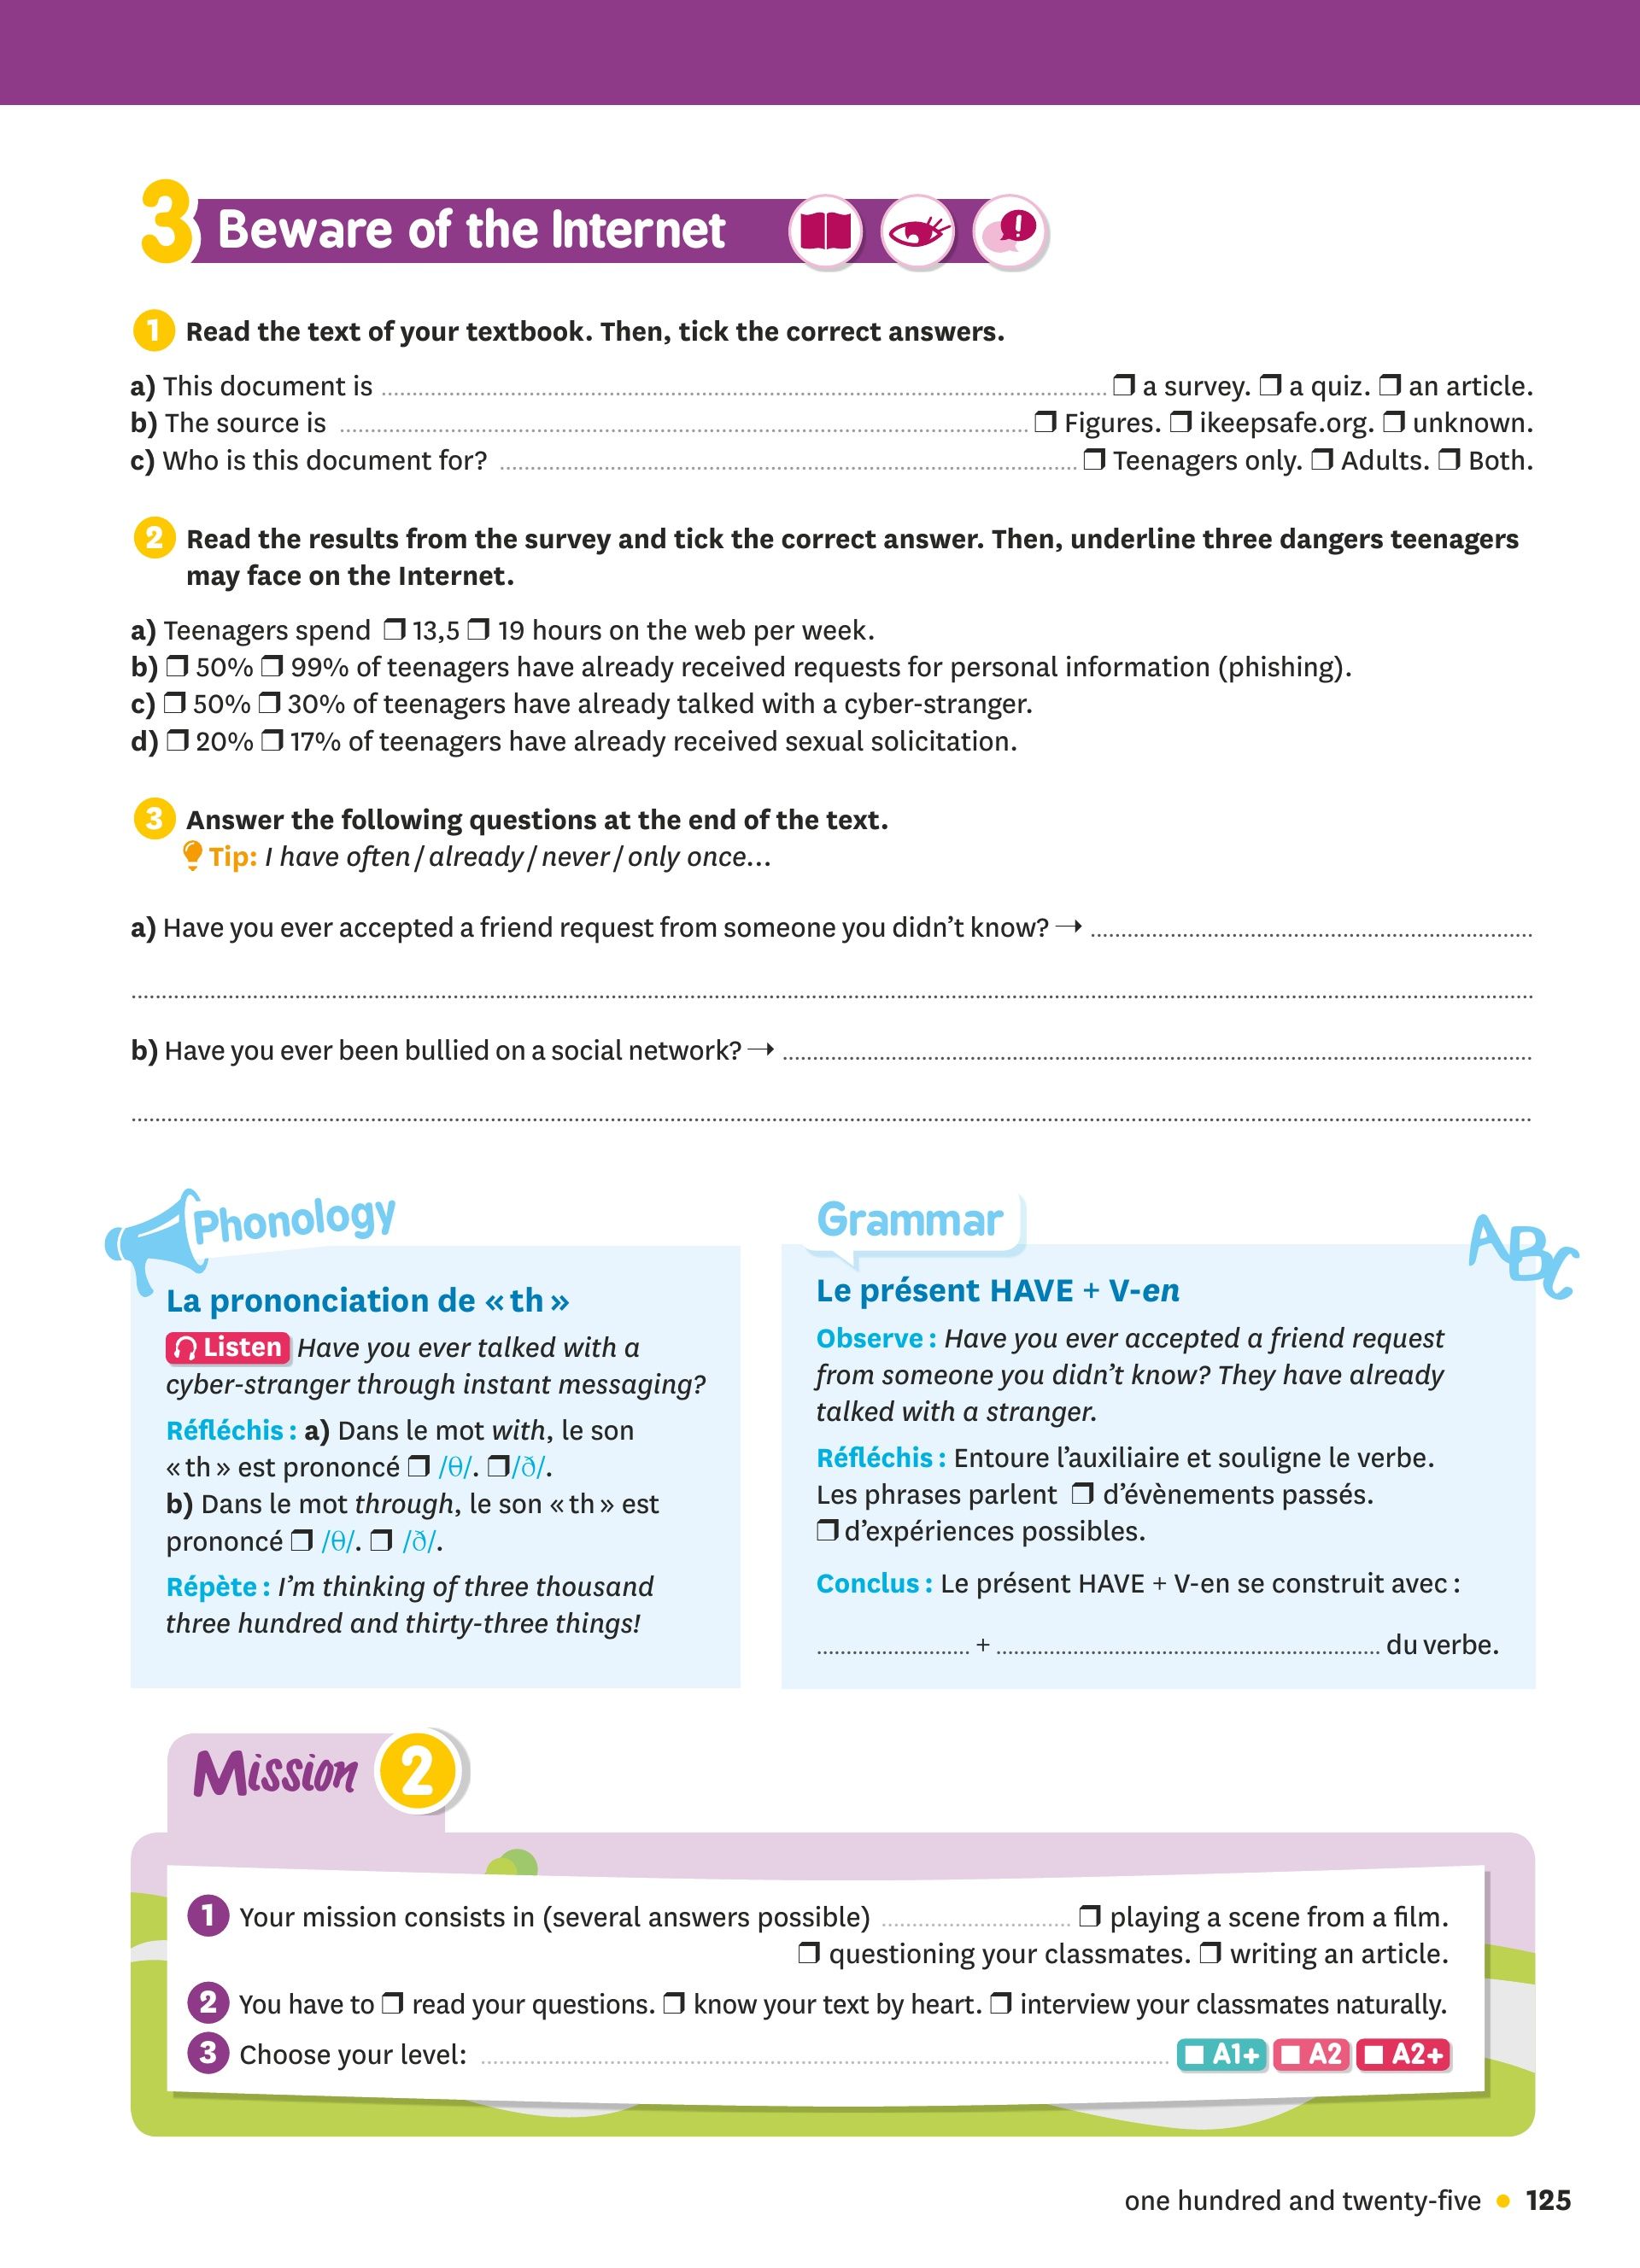 3 Beware of the Internet
1 Read the text of your textbook. Then, tick the correct answers.
a) This document is ........ ❒ a survey. ❒ a quiz. ❒ an article.
b) The source is ........ ❒ Figures. ❒ ikeepsafe.org. ❒ unknown.
c) Who is this document for? ........ ❒ Teenagers only. ❒ Adults. ❒ Both.
2 Read the results from the survey and tick the correct answer. Then, underline three dangers teenagers
may face on the Internet.
a) Teenagers spend ❒ 13,5 ❒ 19 hours on the web per week.
b) ❒ 50% ❒ 99% of teenagers have already received requests for personal information (phishing).
c) ❒ 50% ❒ 30% of teenagers have already talked with a cyber-stranger.
d) ❒ 20% ❒ 17% of teenagers have already received sexual solicitation.
3 Answer the following questions at the end of the text.
Tip: I have often / already / never / only once...
a) Have you ever accepted a friend request from someone you didn't know? → ........
b) Have you ever been bullied on a social network? → ........
Phonology
La prononciation de « th »
Listen Have you ever talked with a
cyber-stranger through instant messaging?
Réfléchis : a) Dans le mot with, le son
« th » est prononcé ❒ /θ/. ❒ /ð/.
b) Dans le mot through, le son « th » est
prononcé ❒ /θ/. ❒ /ð/.
Répète : I'm thinking of three thousand
three hundred and thirty-three things!
Grammar
ABC
Le présent HAVE + V-en
Observe : Have you ever accepted a friend request
from someone you didn't know? They have already
talked with a stranger.
Réfléchis : Entoure l'auxiliaire et souligne le verbe.
Les phrases parlent ❒ d'évènements passés.
❒ d'expériences possibles.
Conclus : Le présent HAVE + V-en se construit avec :
........ + ........ du verbe.
Mission 2
1 Your mission consists in (several answers possible) ........ ❒ playing a scene from a film.
❒ questioning your classmates. ❒ writing an article.
2 You have to ❒ read your questions. ❒ know your text by heart. ❒ interview your classmates naturally.
3 Choose your level: ........ A1+ A2 A2+
one hundred and twenty-five • 125